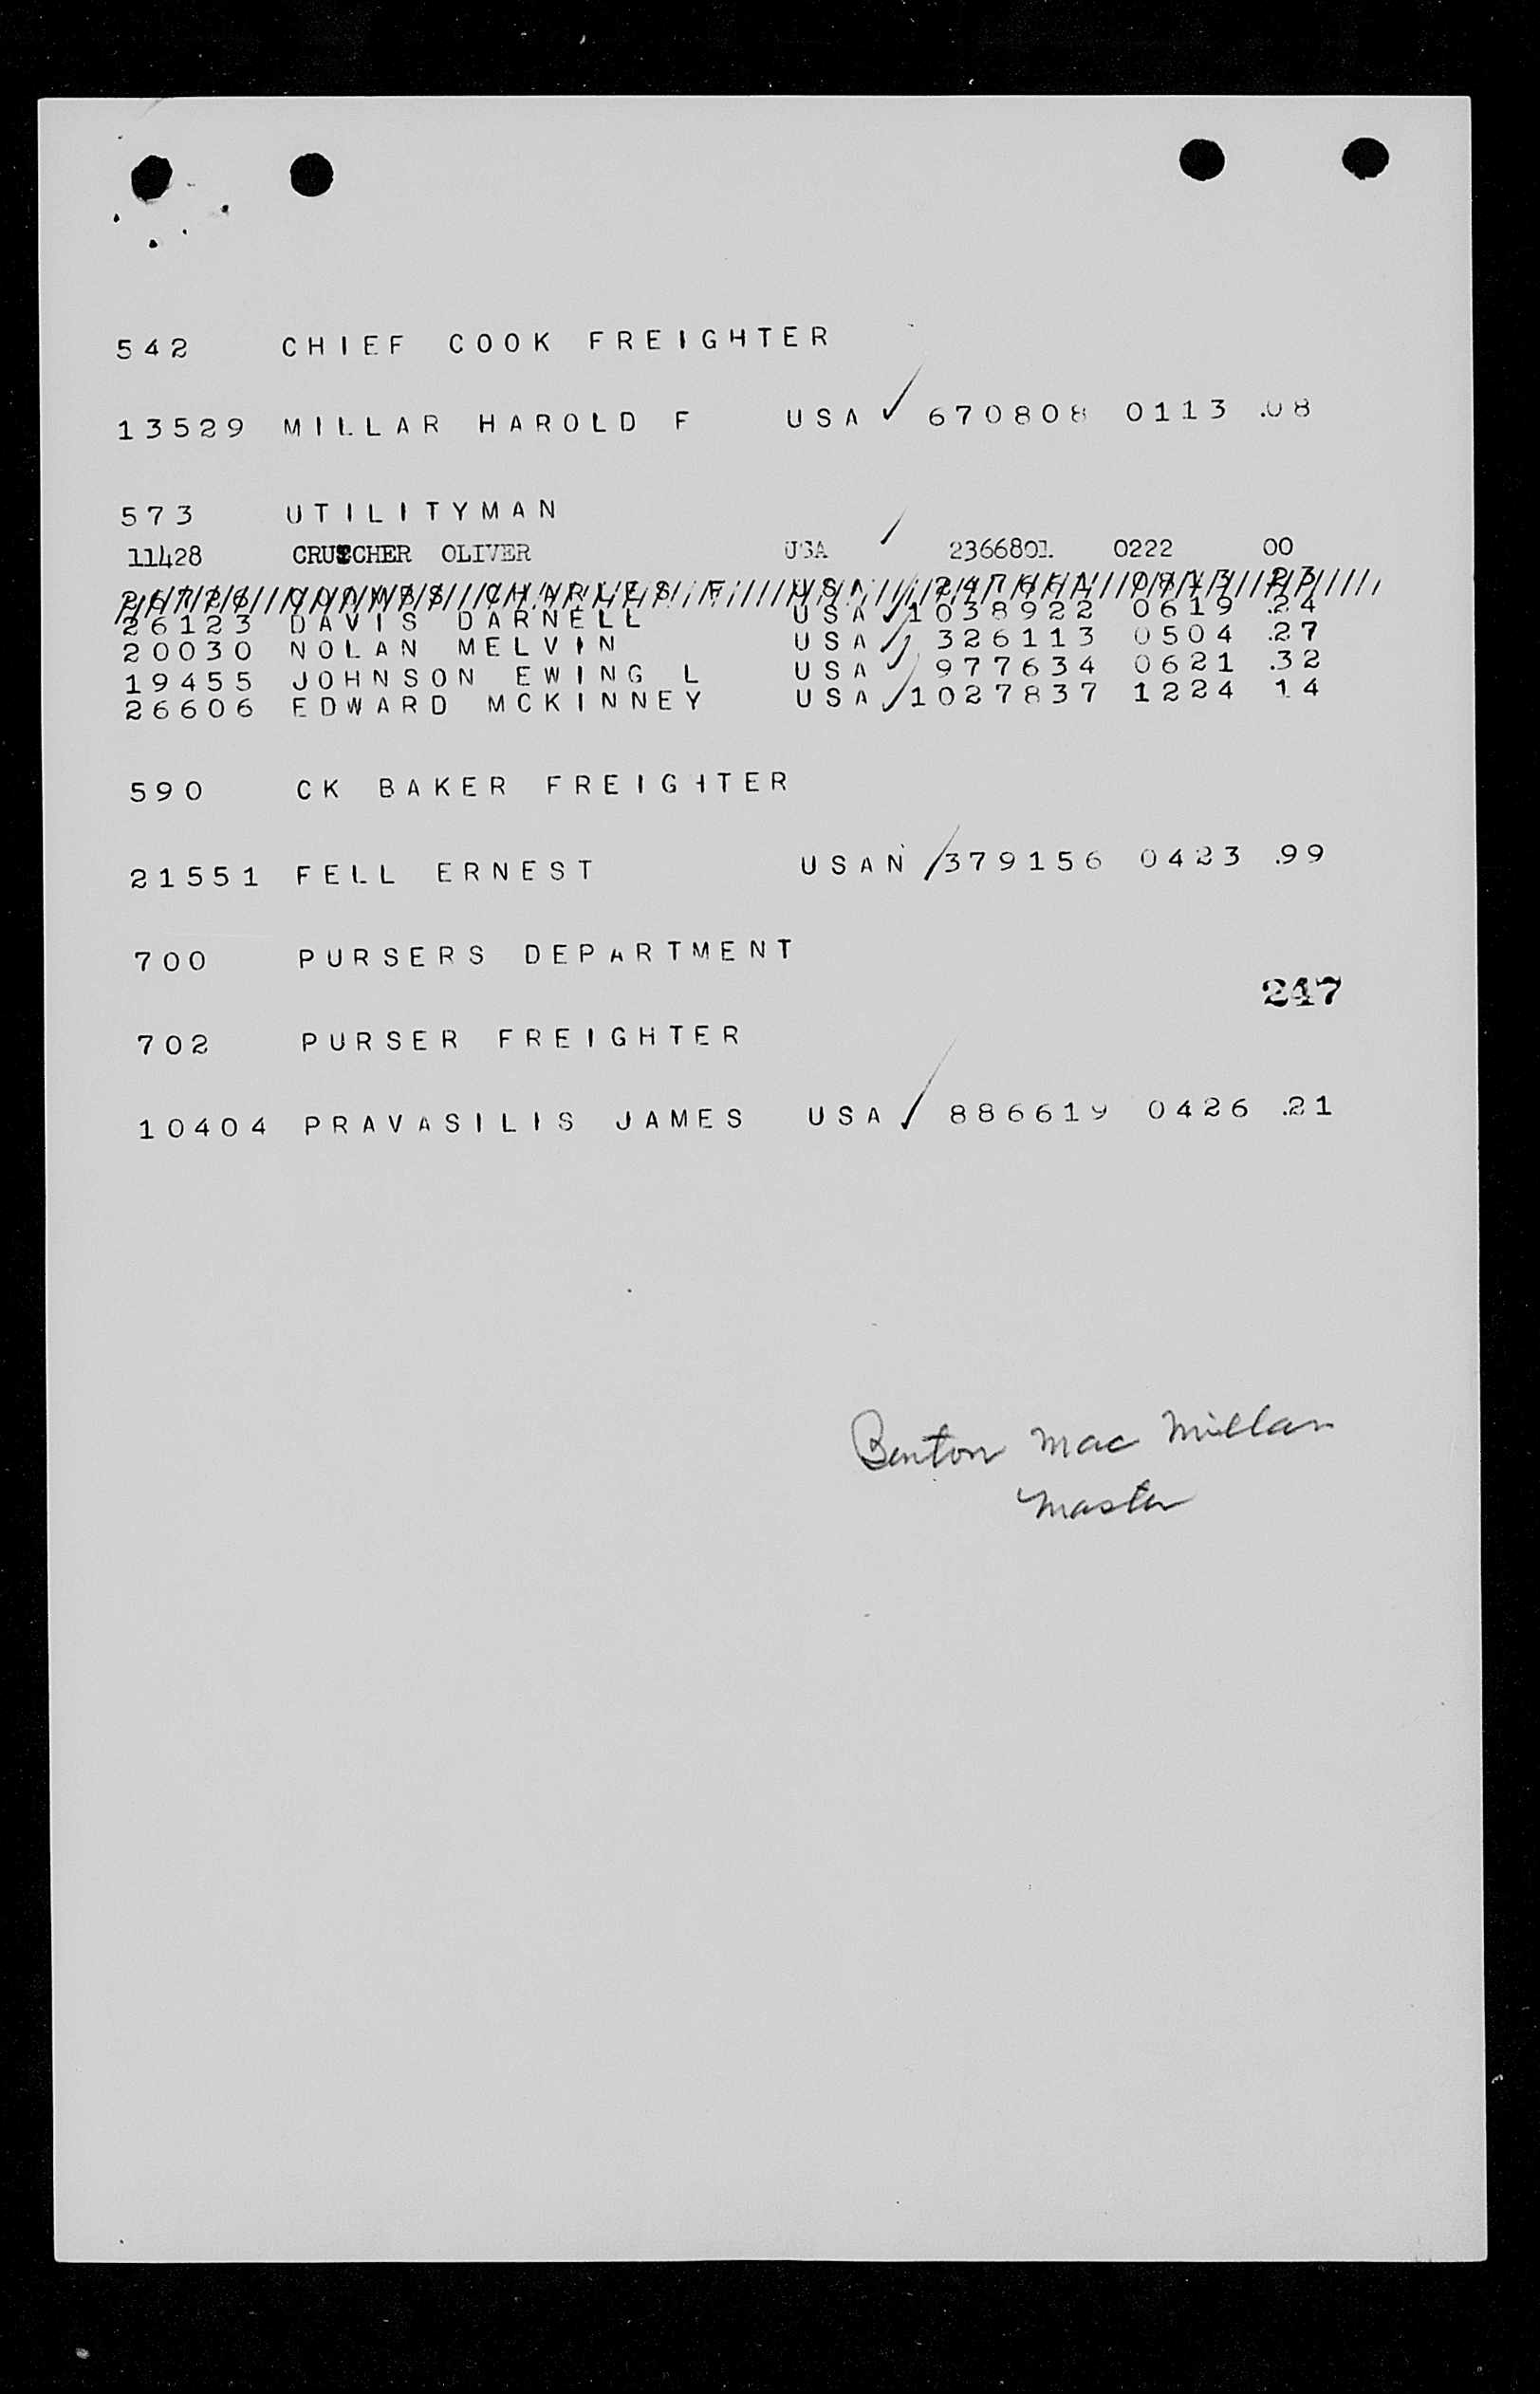 542 CHIEF COOK FREIGHTER
13529 MILLAR HAROLD F USA ✓ 670808 0113 .08
573 UTILITYMAN
11428 CRUTCHER OLIVER USA ✓ 2366801 0222 00
26123 DAVIS DARNELL USA ✓ 1038922 0619 .24
20030 NOLAN MELVIN USA ✓ 326113 0504 .27
19455 JOHNSON EWING L USA ✓ 977634 0621 .32
26606 EDWARD MCKINNEY USA ✓ 1027837 1224 14
590 CK BAKER FREIGHTER
21551 FELL ERNEST USAN / 379156 0423 .99
700 PURSERS DEPARTMENT
247
702 PURSER FREIGHTER
10404 PRAVASILIS JAMES USA ✓ 886619 0426 .21
Benton Mac Millan
Master